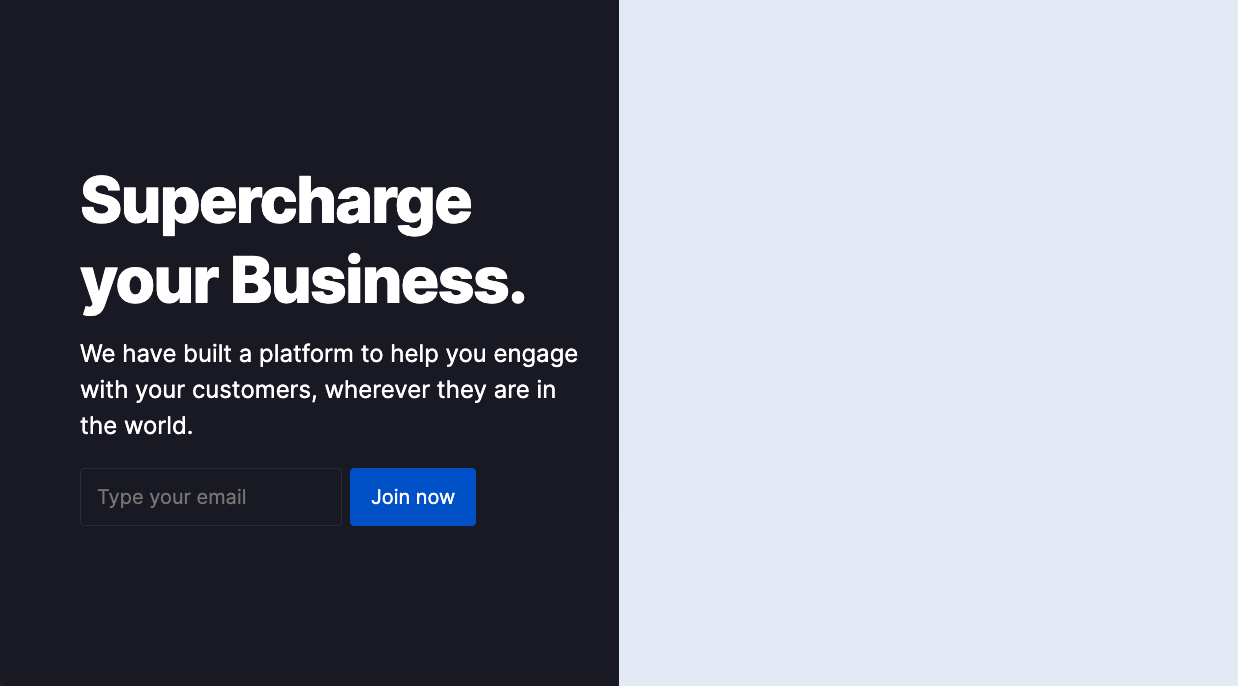 Supercharge
your Business.
We have built a platform to help you engage
with your customers, wherever they are in
the world.
Type your email
Join now